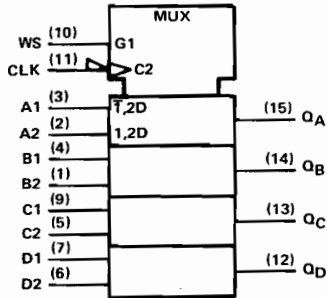 MUX
WS (10) G1
CLK (11) C2
A1 (3) 1̅,2D (15) QA
A2 (2) 1,2D
B1 (4) (14) QB
B2 (1)
C1 (9) (13) QC
C2 (5)
D1 (7) (12) QD
D2 (6)